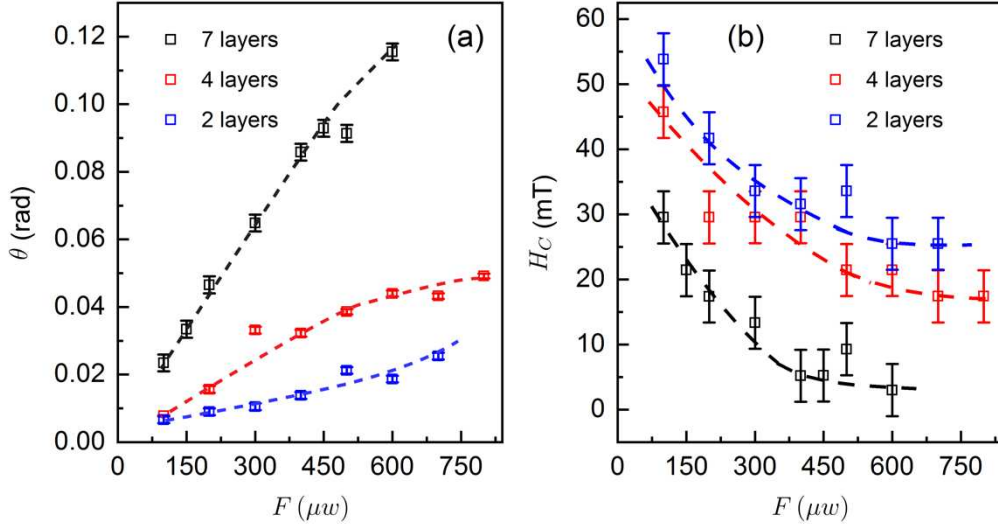 (a)
7 layers
4 layers
2 layers
0.12
0.10
0.08
0.06
0.04
0.02
0.00
θ (rad)
0 150 300 450 600 750
F (μw)
(b)
7 layers
4 layers
2 layers
60
50
40
30
20
10
0
H_C (mT)
0 150 300 450 600 750
F (μw)